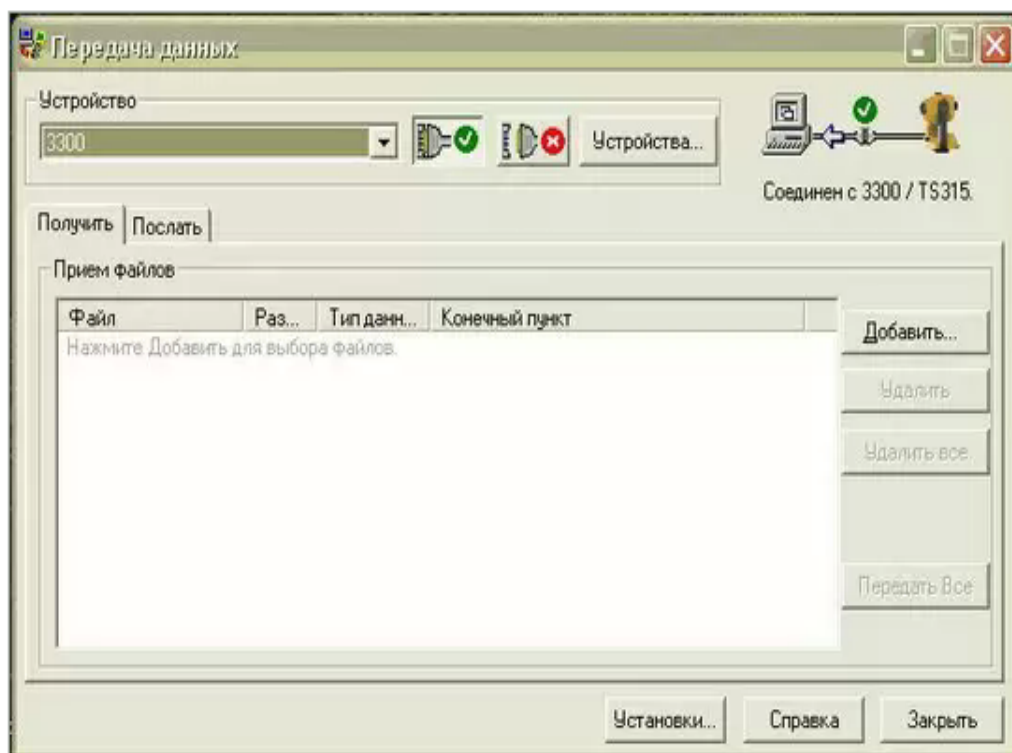 Передача данных
Устройство
3300
Устройства...
Соединен с 3300 / TS315.
Получить
Послать
Прием файлов
Файл Раз... Тип данн... Конечный пункт
Нажмите Добавить для выбора файлов.
Добавить...
Удалить
Удалить все
Передать Все
Установки...
Справка
Закрыть